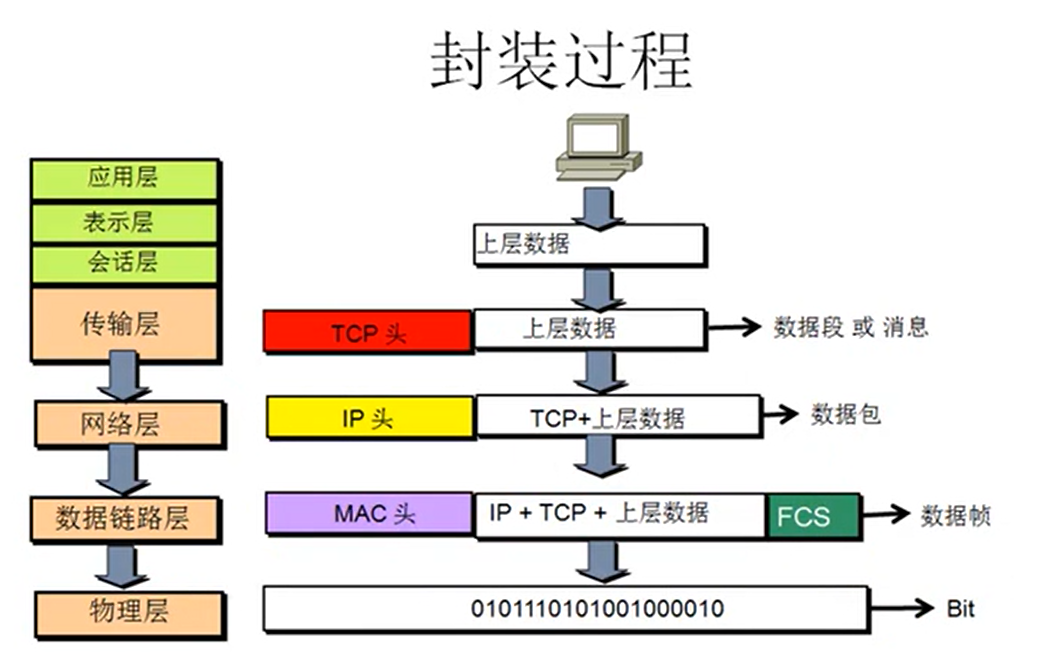 封装过程
应用层
表示层
会话层
传输层
网络层
数据链路层
物理层
上层数据
TCP 头 上层数据 数据段 或 消息
IP 头 TCP+上层数据 数据包
MAC 头 IP + TCP + 上层数据 FCS 数据帧
0101110101001000010 Bit